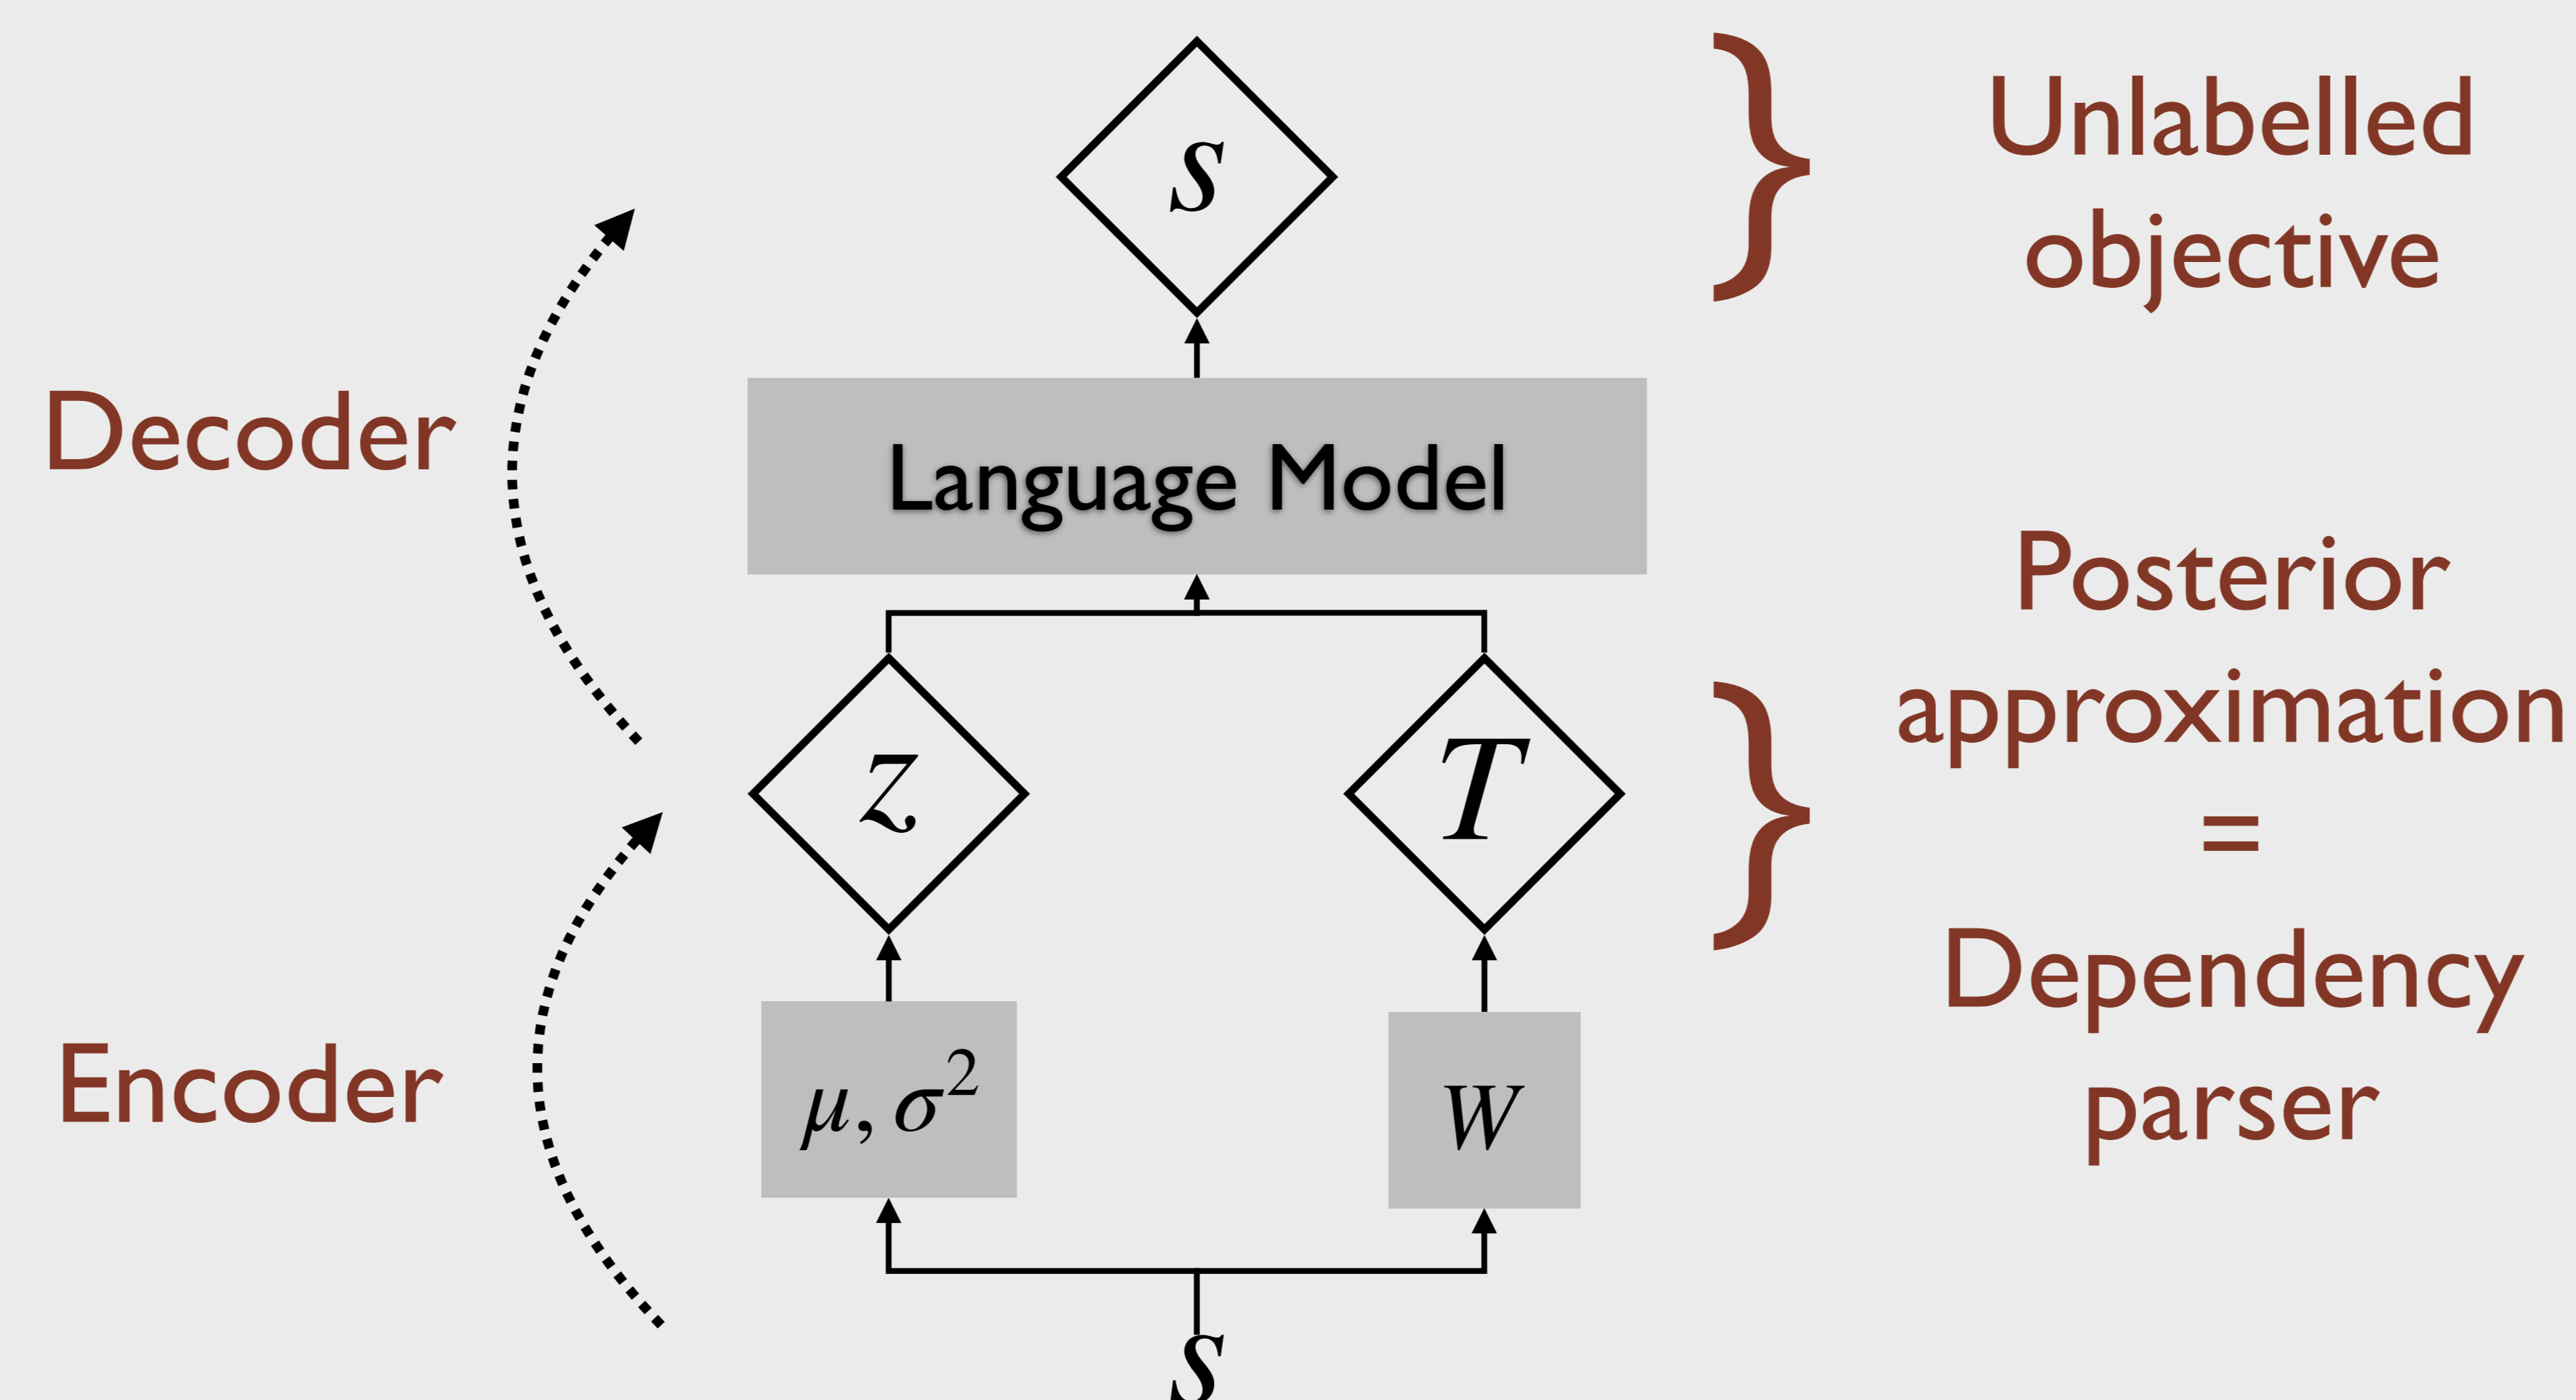 s
Unlabelled
objective
Decoder
Language Model
z
T
Posterior
approximation
=
Dependency
parser
Encoder
μ, σ²
W
s